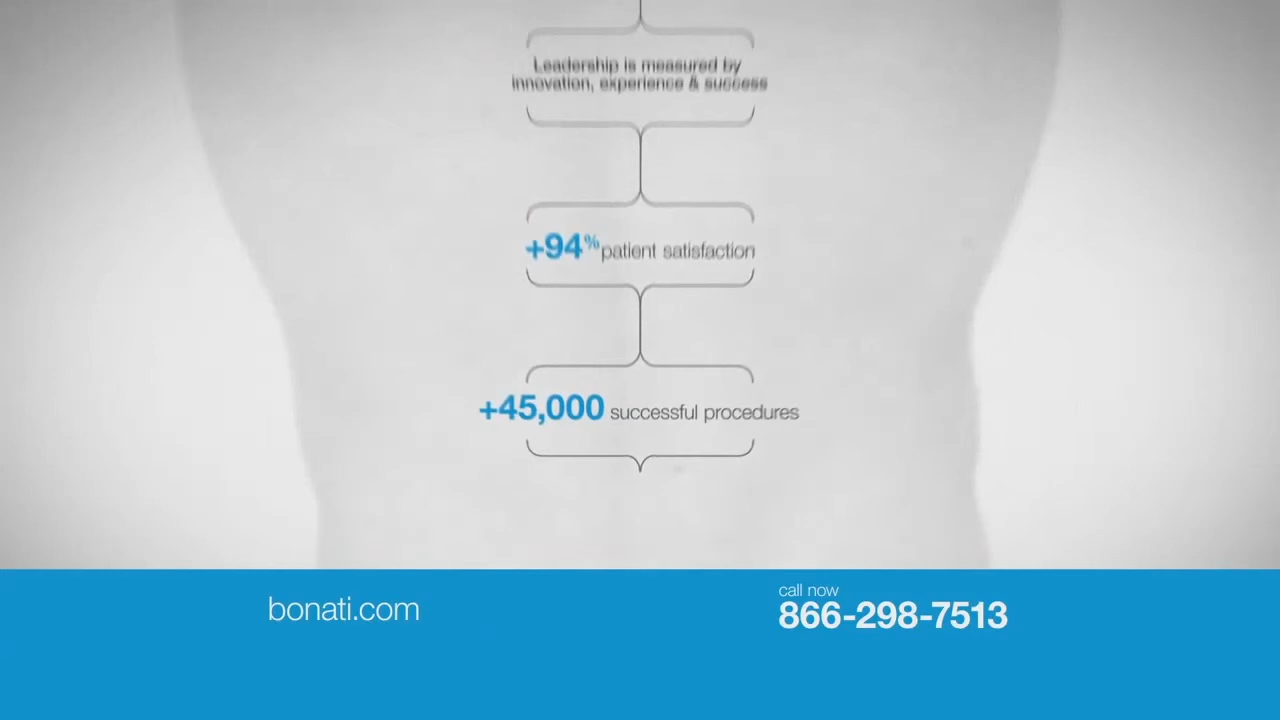 Leadership is measured by
innovation, experience & success
+94% patient satisfaction
+45,000 successful procedures
bonati.com
call now
866-298-7513